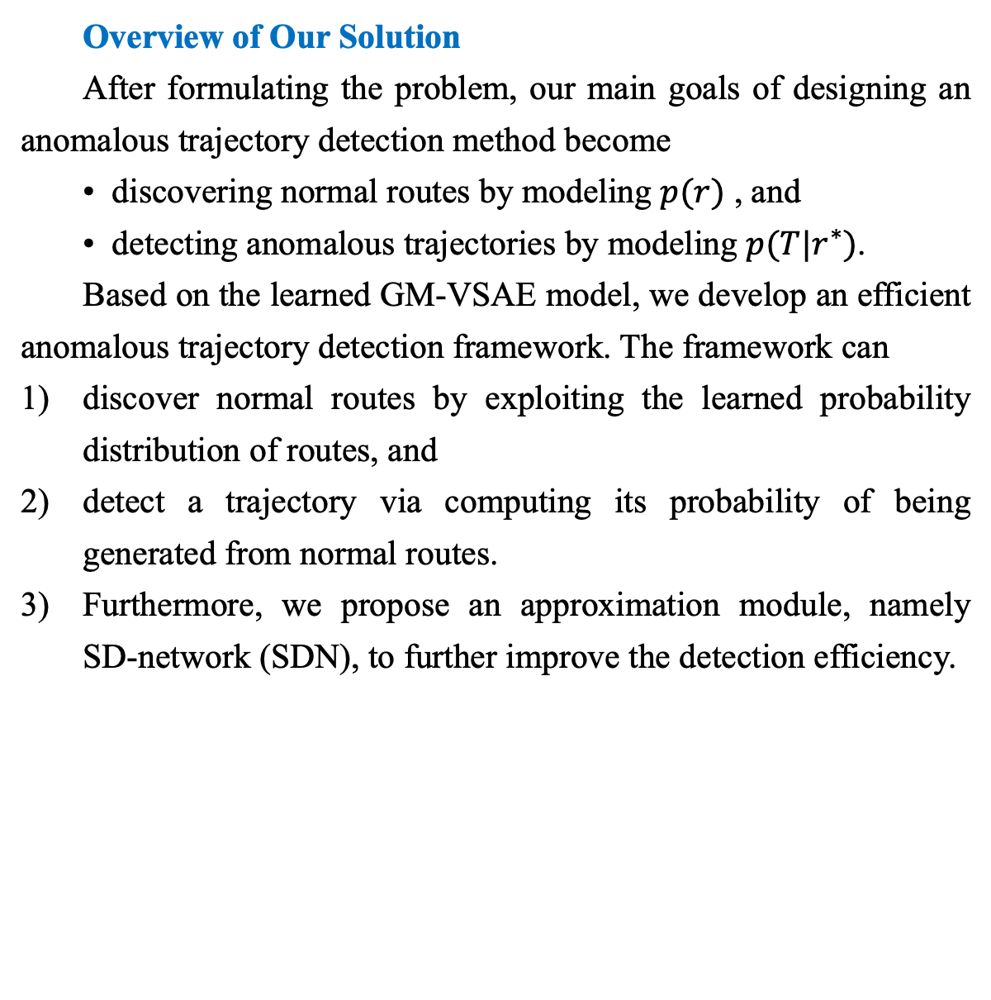 Overview of Our Solution
After formulating the problem, our main goals of designing an
anomalous trajectory detection method become
• discovering normal routes by modeling p(r) , and
• detecting anomalous trajectories by modeling p(T|r*).
Based on the learned GM-VSAE model, we develop an efficient
anomalous trajectory detection framework. The framework can
1) discover normal routes by exploiting the learned probability
distribution of routes, and
2) detect a trajectory via computing its probability of being
generated from normal routes.
3) Furthermore, we propose an approximation module, namely
SD-network (SDN), to further improve the detection efficiency.